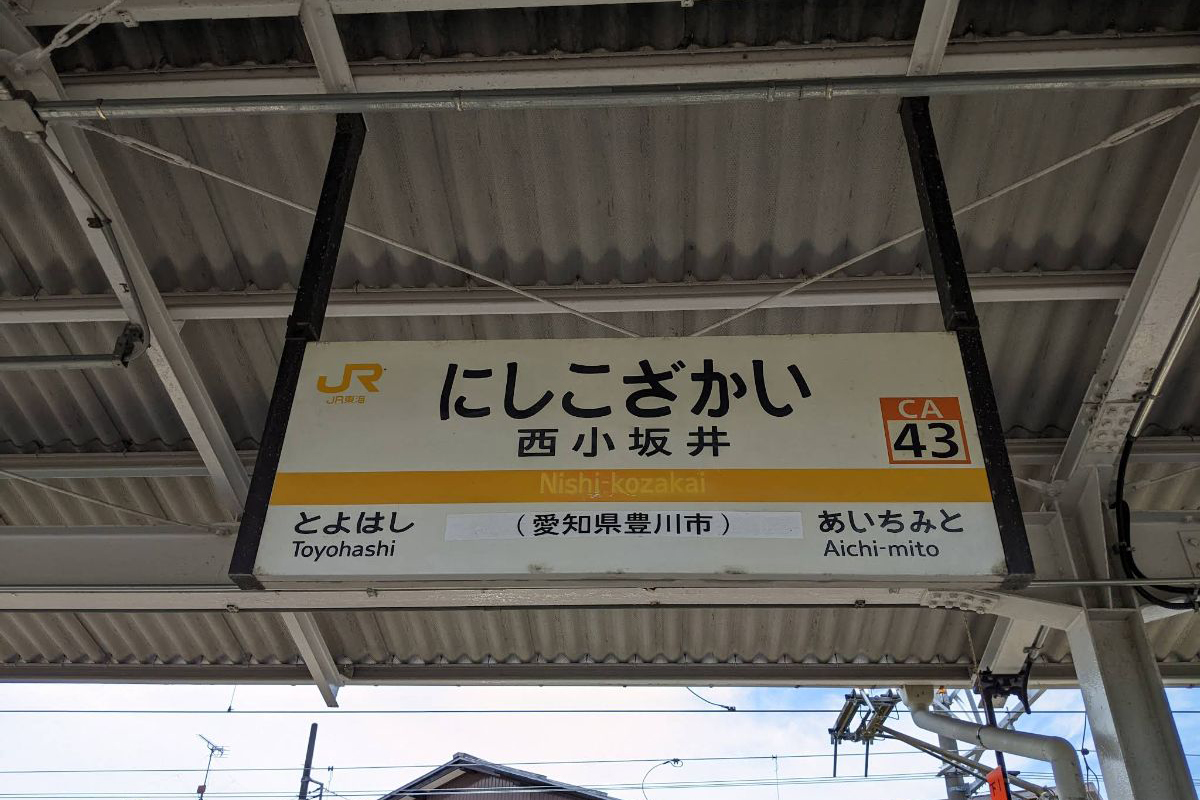 JR
JR東海
にしこざかい
西小坂井
CA
43
Nishi-kozakai
とよはし
Toyohashi
（愛知県豊川市）
あいちみと
Aichi-mito